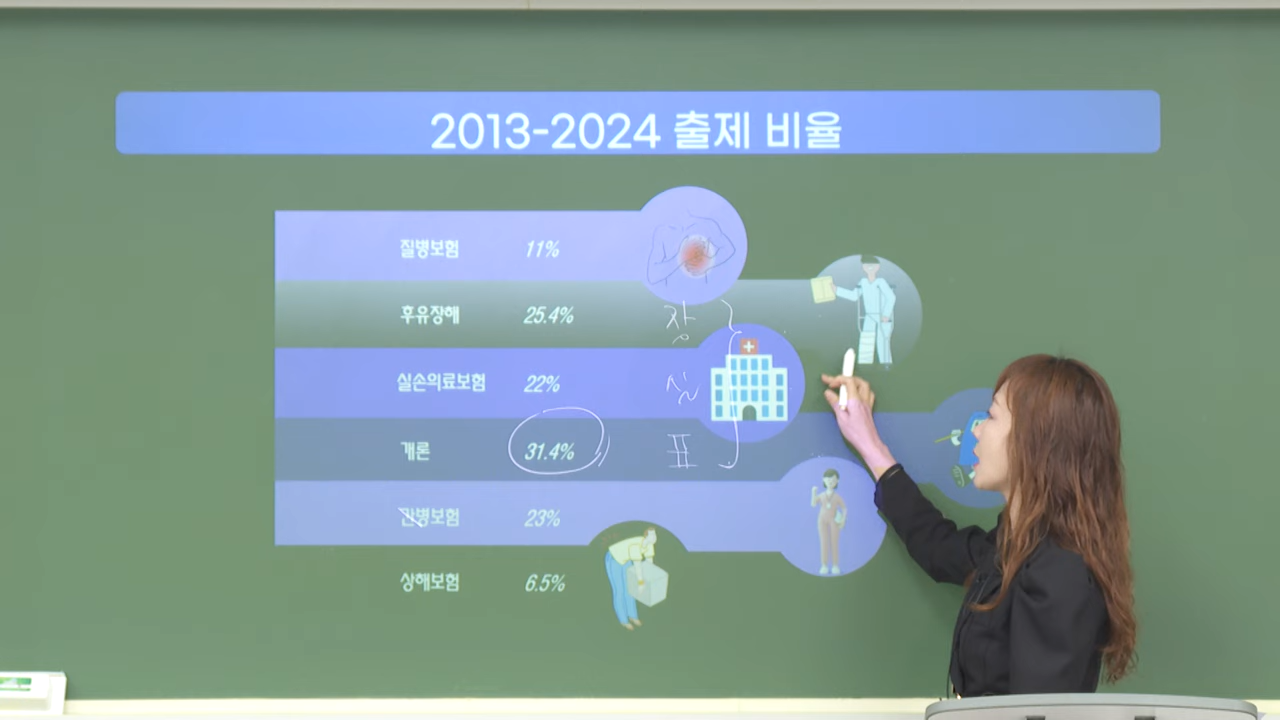 2013-2024 출제 비율
질병보험 11%
후유장해 25.4% 장
실손의료보험 22% 실
개론 31.4% 표
간병보험 23%
상해보험 6.5%